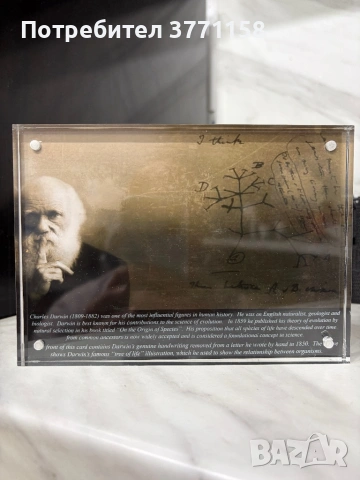 Потребител 3771158
I think
D B
C
Charles Darwin (1809-1882) was one of the most influential figures in human history. He was an English naturalist, geologist and
biologist. Darwin is best known for his contributions to the science of evolution. In 1859 he published his theory of evolution by
natural selection in his book titled "On the Origin of Species". His proposition that all species of life have descended over time
from common ancestors is now widely accepted and is considered a foundational concept in science.
front of this card contains Darwin's genuine handwriting removed from a letter he wrote by hand in 1850. The
shows Darwin's famous "tree of life" illustration, which he used to show the relationship between organisms.
BAZAR.bg